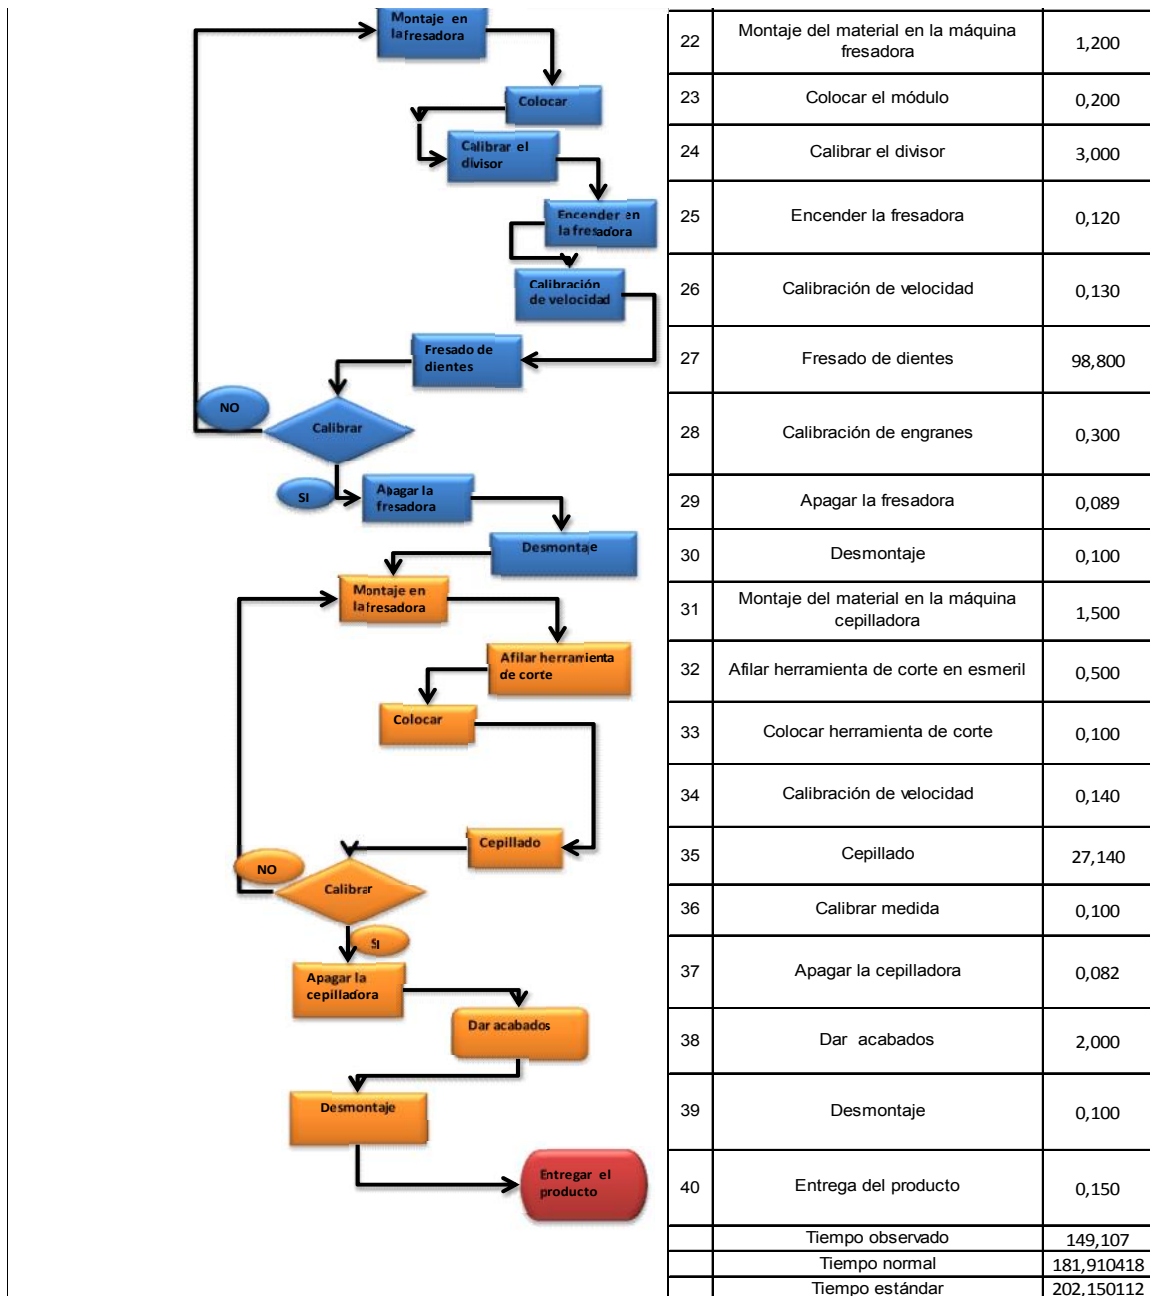 Montaje en
la fresadora
Colocar
Calibrar el
divisor
Encender en
la fresadora
Calibración
de velocidad
Fresado de
dientes
NO
Calibrar
SI
Apagar la
fresadora
Desmontaje
Montaje en
la fresadora
Afilar herramienta
de corte
Colocar
Cepillado
NO
Calibrar
SI
Apagar la
cepilladora
Dar acabados
Desmontaje
Entregar el
producto
22 Montaje del material en la máquina
fresadora 1,200
23 Colocar el módulo 0,200
24 Calibrar el divisor 3,000
25 Encender la fresadora 0,120
26 Calibración de velocidad 0,130
27 Fresado de dientes 98,800
28 Calibración de engranes 0,300
29 Apagar la fresadora 0,089
30 Desmontaje 0,100
31 Montaje del material en la máquina
cepilladora 1,500
32 Afilar herramienta de corte en esmeril 0,500
33 Colocar herramienta de corte 0,100
34 Calibración de velocidad 0,140
35 Cepillado 27,140
36 Calibrar medida 0,100
37 Apagar la cepilladora 0,082
38 Dar acabados 2,000
39 Desmontaje 0,100
40 Entrega del producto 0,150
Tiempo observado 149,107
Tiempo normal 181,910418
Tiempo estándar 202,150112